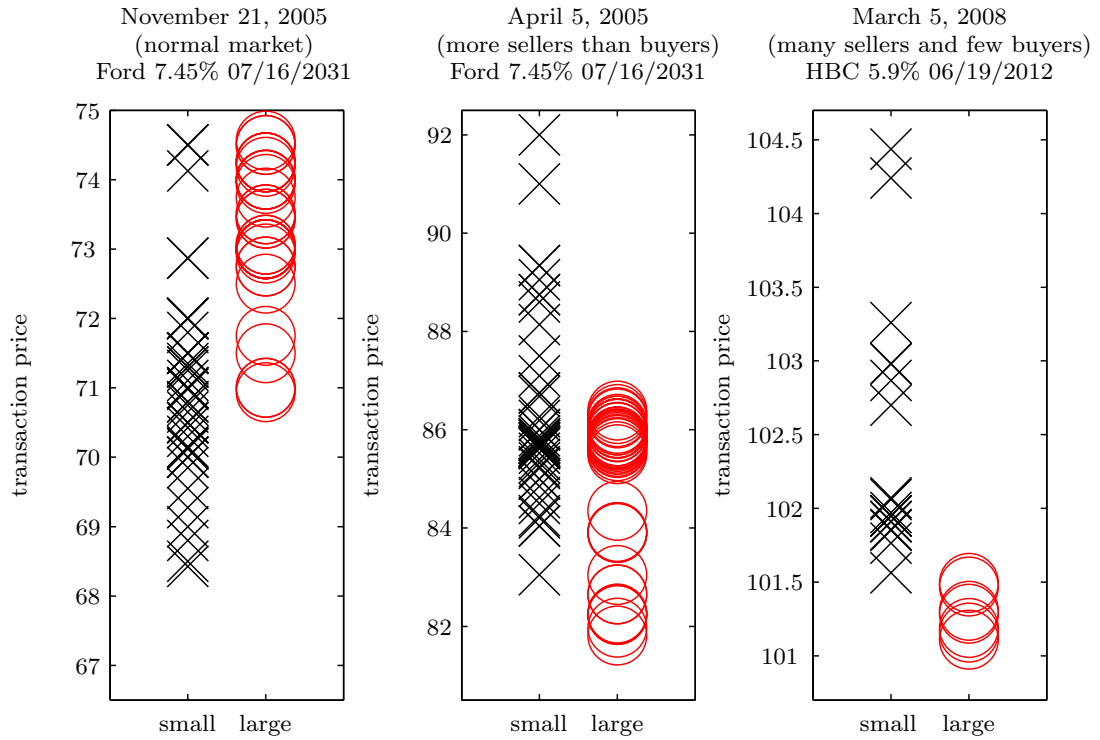 November 21, 2005
(normal market)
Ford 7.45% 07/16/2031
75
74
73
72
71
70
69
68
67
transaction price
small large
April 5, 2005
(more sellers than buyers)
Ford 7.45% 07/16/2031
92
90
88
86
84
82
transaction price
small large
March 5, 2008
(many sellers and few buyers)
HBC 5.9% 06/19/2012
104.5
104
103.5
103
102.5
102
101.5
101
transaction price
small large